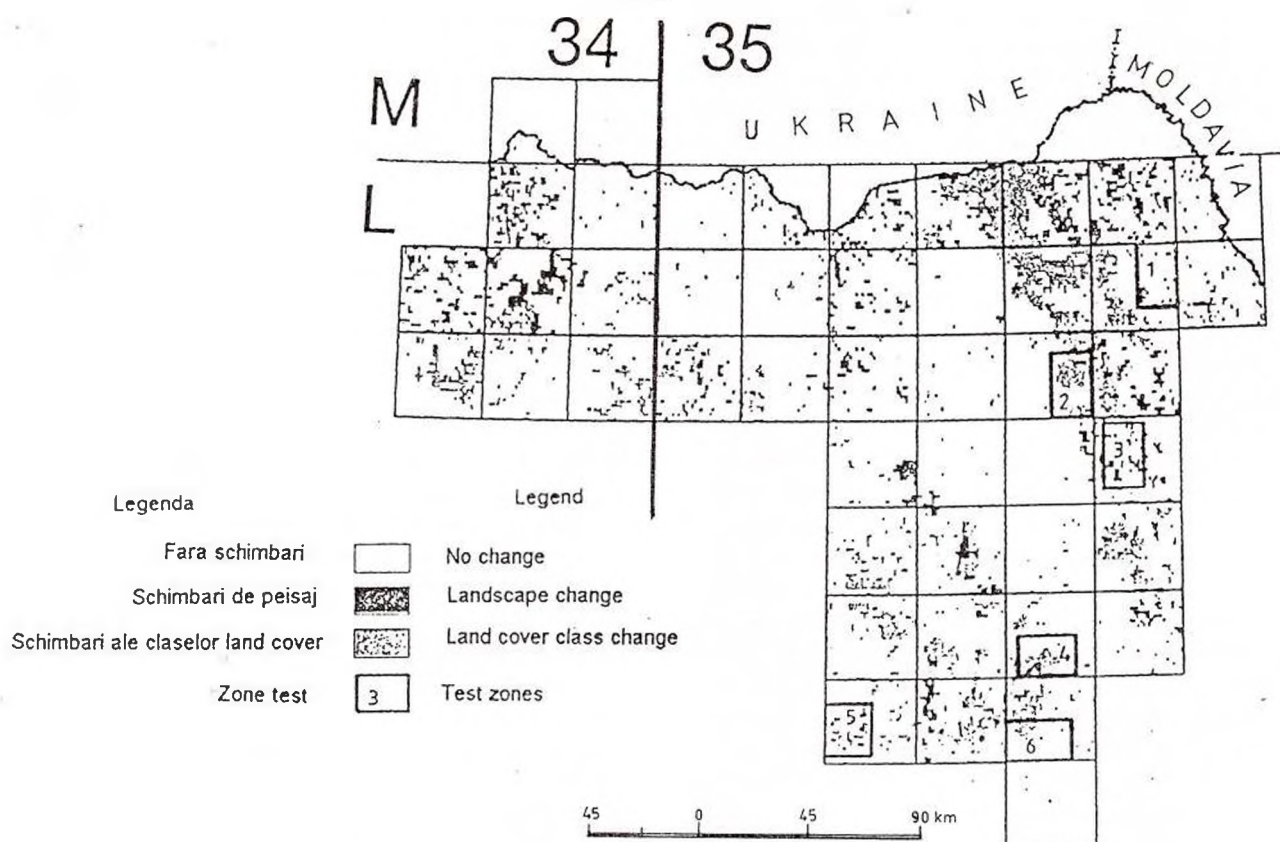 34 35
M
UKRAINE
MOLDAVIA
L
1
2
3
Legenda Legend
Fara schimbari No change
Schimbari de peisaj Landscape change
Schimbari ale claselor land cover Land cover class change
4
Zone test 3 Test zones
5
6
45 0 45 90 km